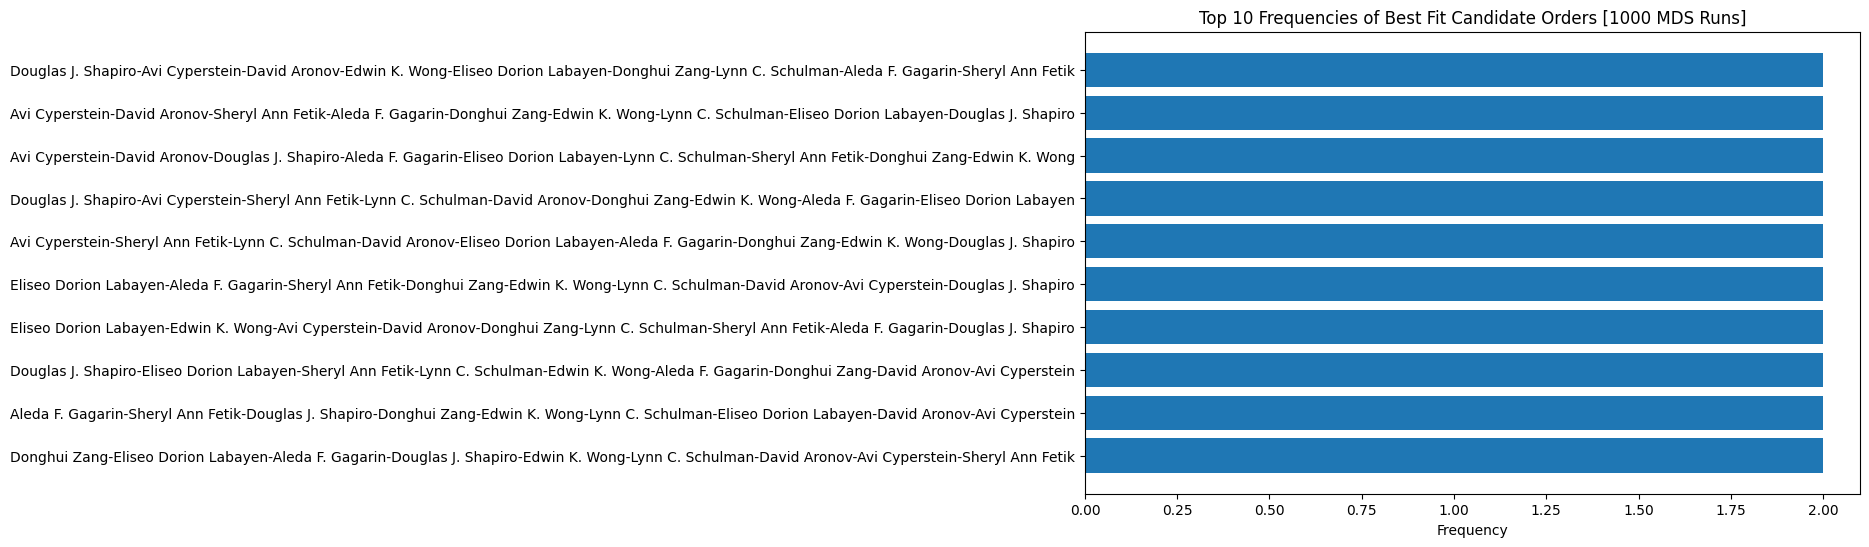 Top 10 Frequencies of Best Fit Candidate Orders [1000 MDS Runs]
Douglas J. Shapiro-Avi Cyperstein-David Aronov-Edwin K. Wong-Eliseo Dorion Labayen-Donghui Zang-Lynn C. Schulman-Aleda F. Gagarin-Sheryl Ann Fetik
Avi Cyperstein-David Aronov-Sheryl Ann Fetik-Aleda F. Gagarin-Donghui Zang-Edwin K. Wong-Lynn C. Schulman-Eliseo Dorion Labayen-Douglas J. Shapiro
Avi Cyperstein-David Aronov-Douglas J. Shapiro-Aleda F. Gagarin-Eliseo Dorion Labayen-Lynn C. Schulman-Sheryl Ann Fetik-Donghui Zang-Edwin K. Wong
Douglas J. Shapiro-Avi Cyperstein-Sheryl Ann Fetik-Lynn C. Schulman-David Aronov-Donghui Zang-Edwin K. Wong-Aleda F. Gagarin-Eliseo Dorion Labayen
Avi Cyperstein-Sheryl Ann Fetik-Lynn C. Schulman-David Aronov-Eliseo Dorion Labayen-Aleda F. Gagarin-Donghui Zang-Edwin K. Wong-Douglas J. Shapiro
Eliseo Dorion Labayen-Aleda F. Gagarin-Sheryl Ann Fetik-Donghui Zang-Edwin K. Wong-Lynn C. Schulman-David Aronov-Avi Cyperstein-Douglas J. Shapiro
Eliseo Dorion Labayen-Edwin K. Wong-Avi Cyperstein-David Aronov-Donghui Zang-Lynn C. Schulman-Sheryl Ann Fetik-Aleda F. Gagarin-Douglas J. Shapiro
Douglas J. Shapiro-Eliseo Dorion Labayen-Sheryl Ann Fetik-Lynn C. Schulman-Edwin K. Wong-Aleda F. Gagarin-Donghui Zang-David Aronov-Avi Cyperstein
Aleda F. Gagarin-Sheryl Ann Fetik-Douglas J. Shapiro-Donghui Zang-Edwin K. Wong-Lynn C. Schulman-Eliseo Dorion Labayen-David Aronov-Avi Cyperstein
Donghui Zang-Eliseo Dorion Labayen-Aleda F. Gagarin-Douglas J. Shapiro-Edwin K. Wong-Lynn C. Schulman-David Aronov-Avi Cyperstein-Sheryl Ann Fetik
0.00 0.25 0.50 0.75 1.00 1.25 1.50 1.75 2.00
Frequency